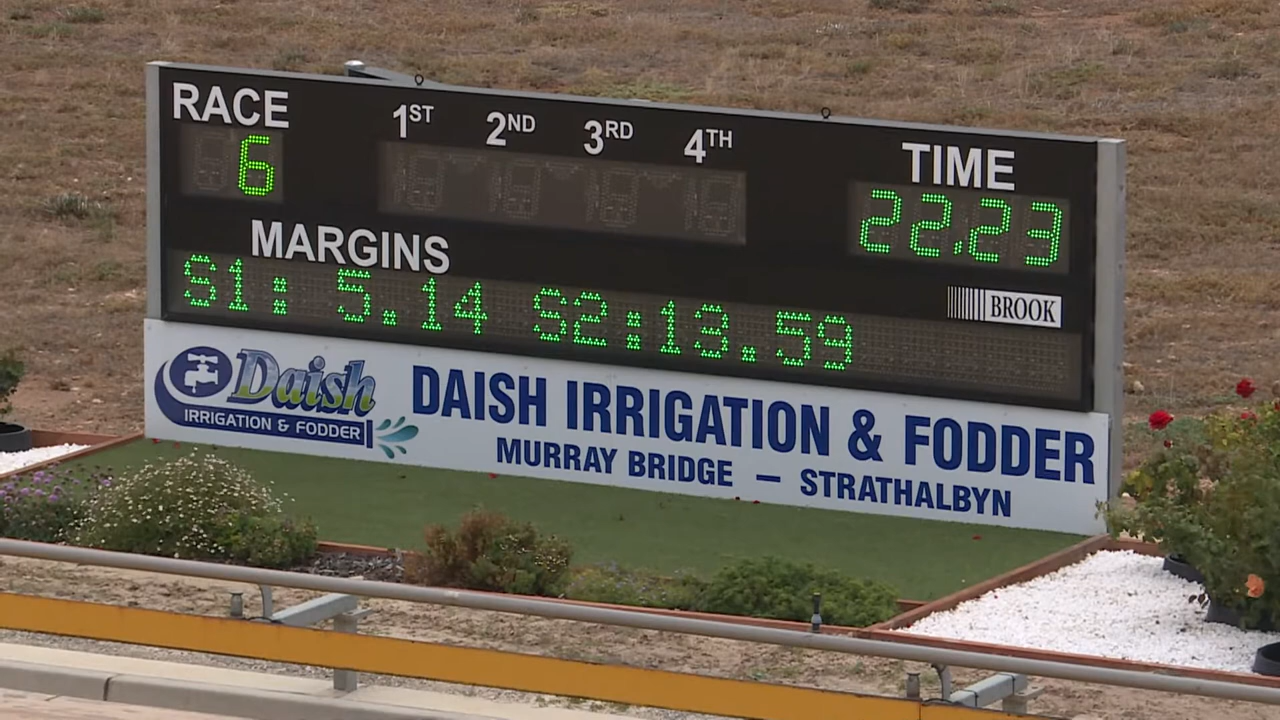 RACE 1ST 2ND 3RD 4TH TIME
6 22.23
MARGINS
S1: 5.14 S2:13.59
BROOK
Daish
IRRIGATION & FODDER
DAISH IRRIGATION & FODDER
MURRAY BRIDGE — STRATHALBYN